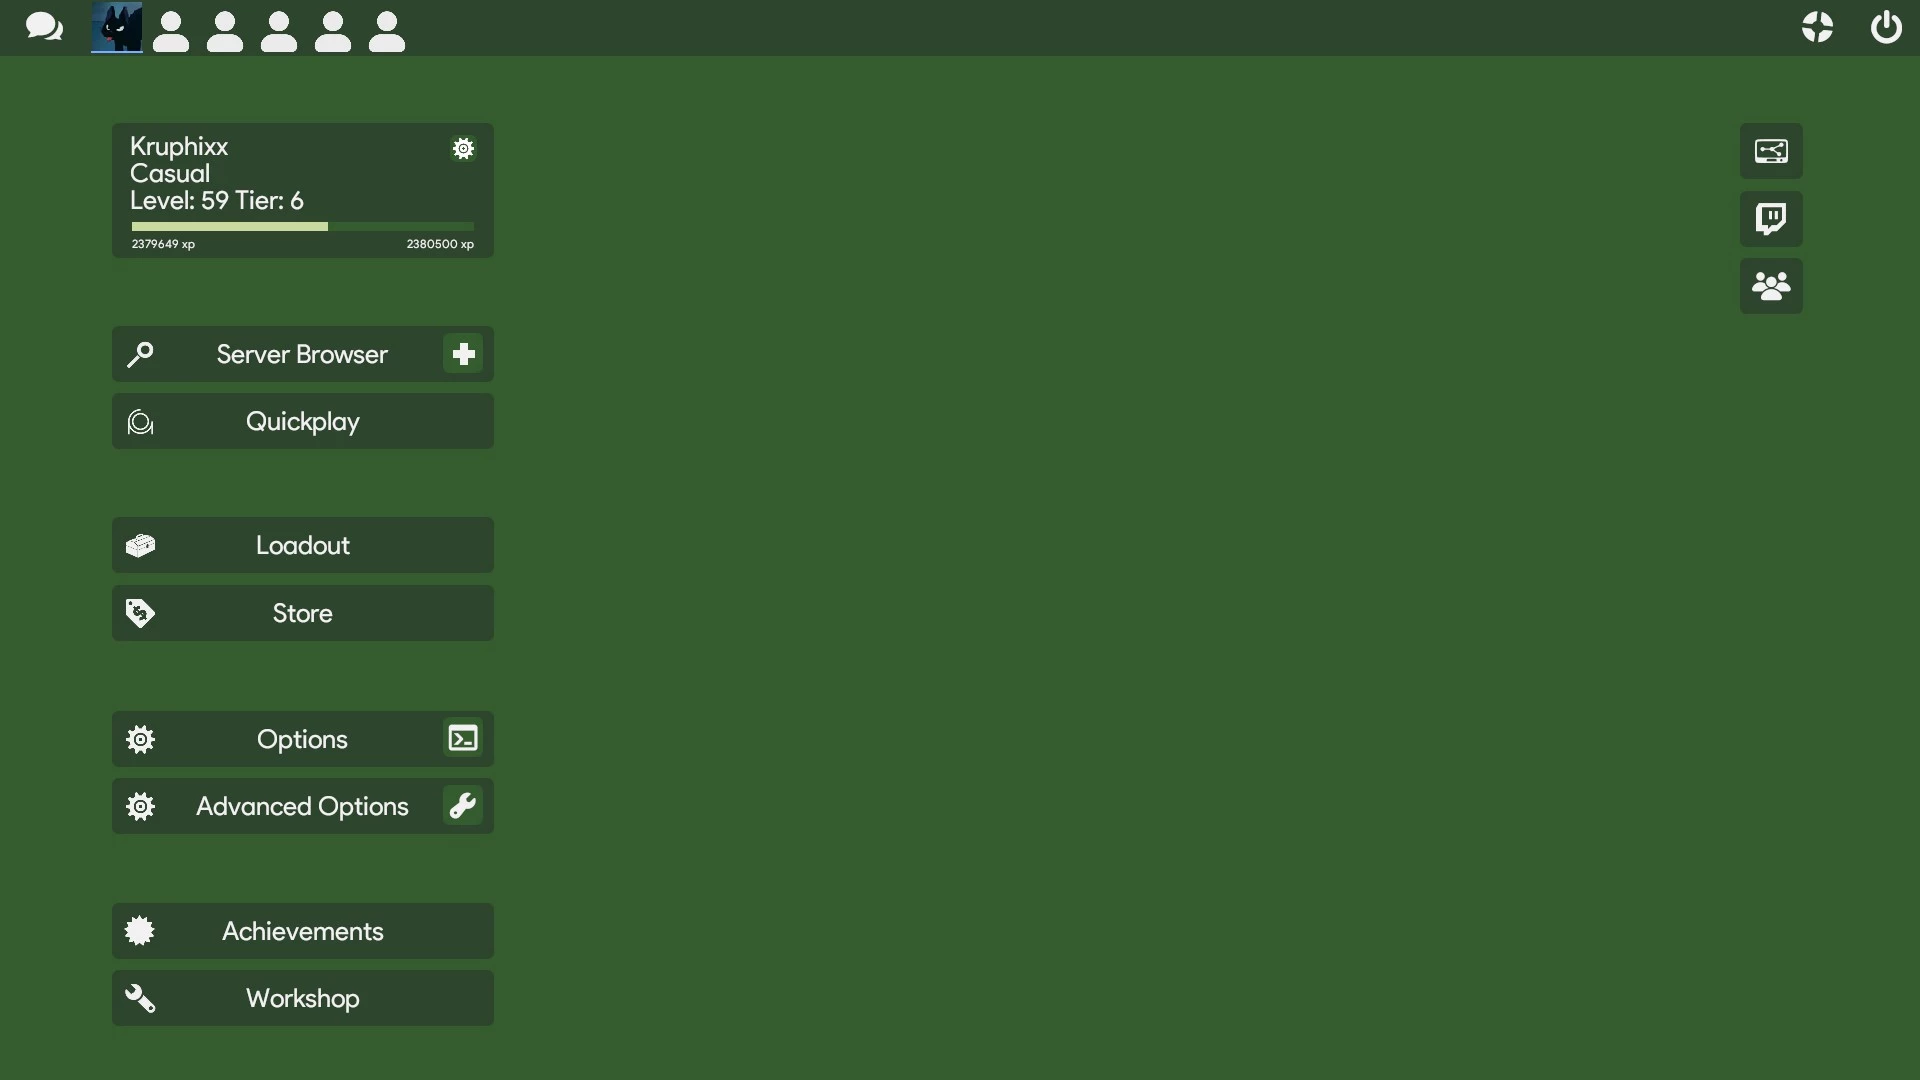 Kruphixx
Casual
Level: 59 Tier: 6
2379649 xp 2380500 xp
Server Browser
Quickplay
Loadout
Store
Options
Advanced Options
Achievements
Workshop